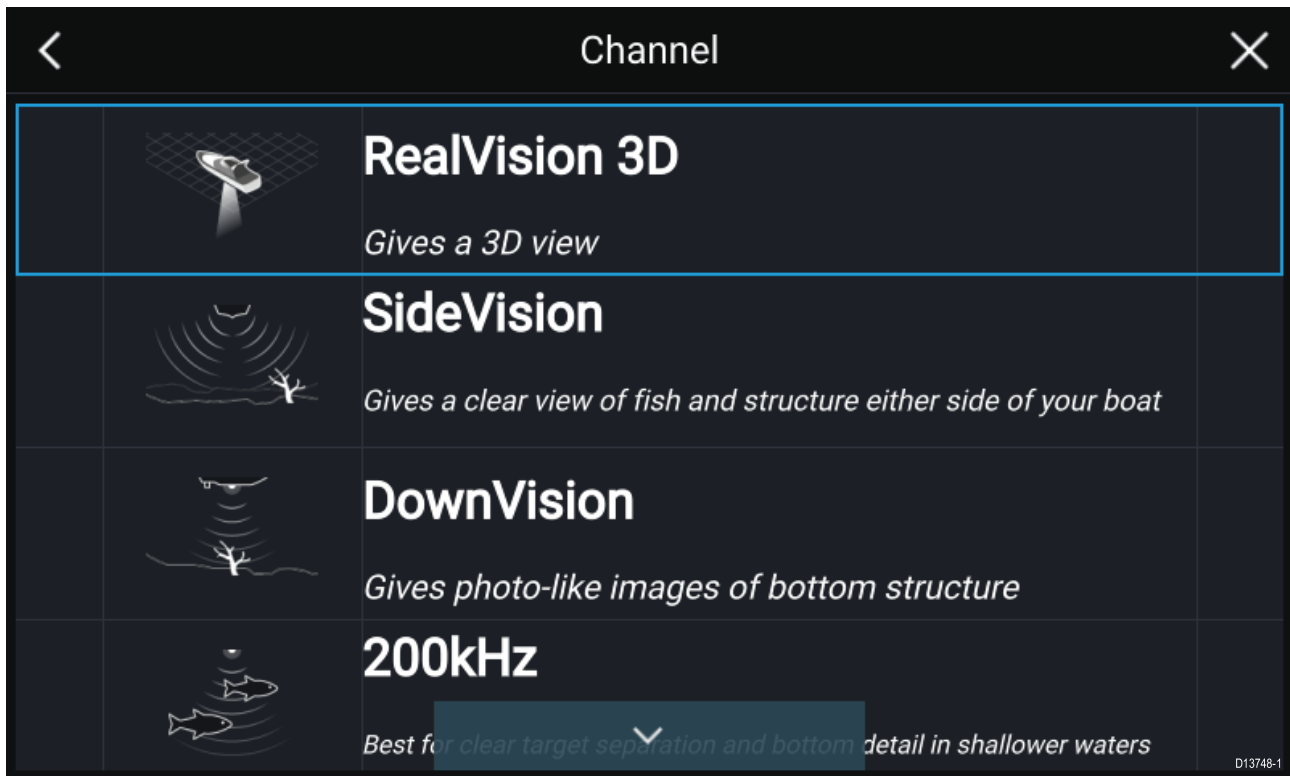 Channel
RealVision 3D
Gives a 3D view
SideVision
Gives a clear view of fish and structure either side of your boat
DownVision
Gives photo-like images of bottom structure
200kHz
Best for clear target separation and bottom detail in shallower waters
D13748-1